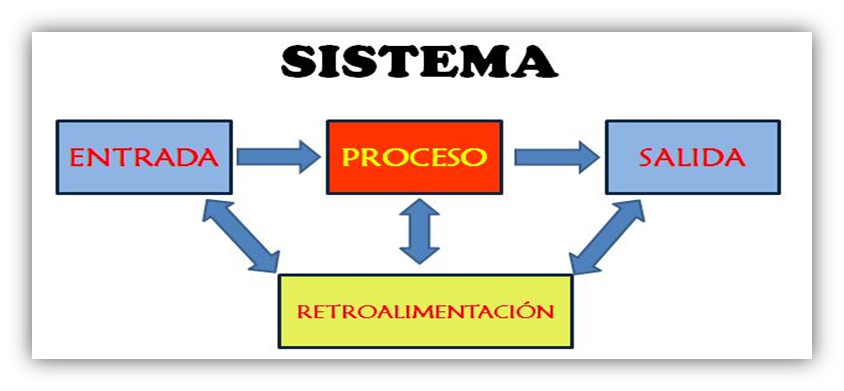 SISTEMA
ENTRADA
PROCESO
SALIDA
RETROALIMENTACIÓN